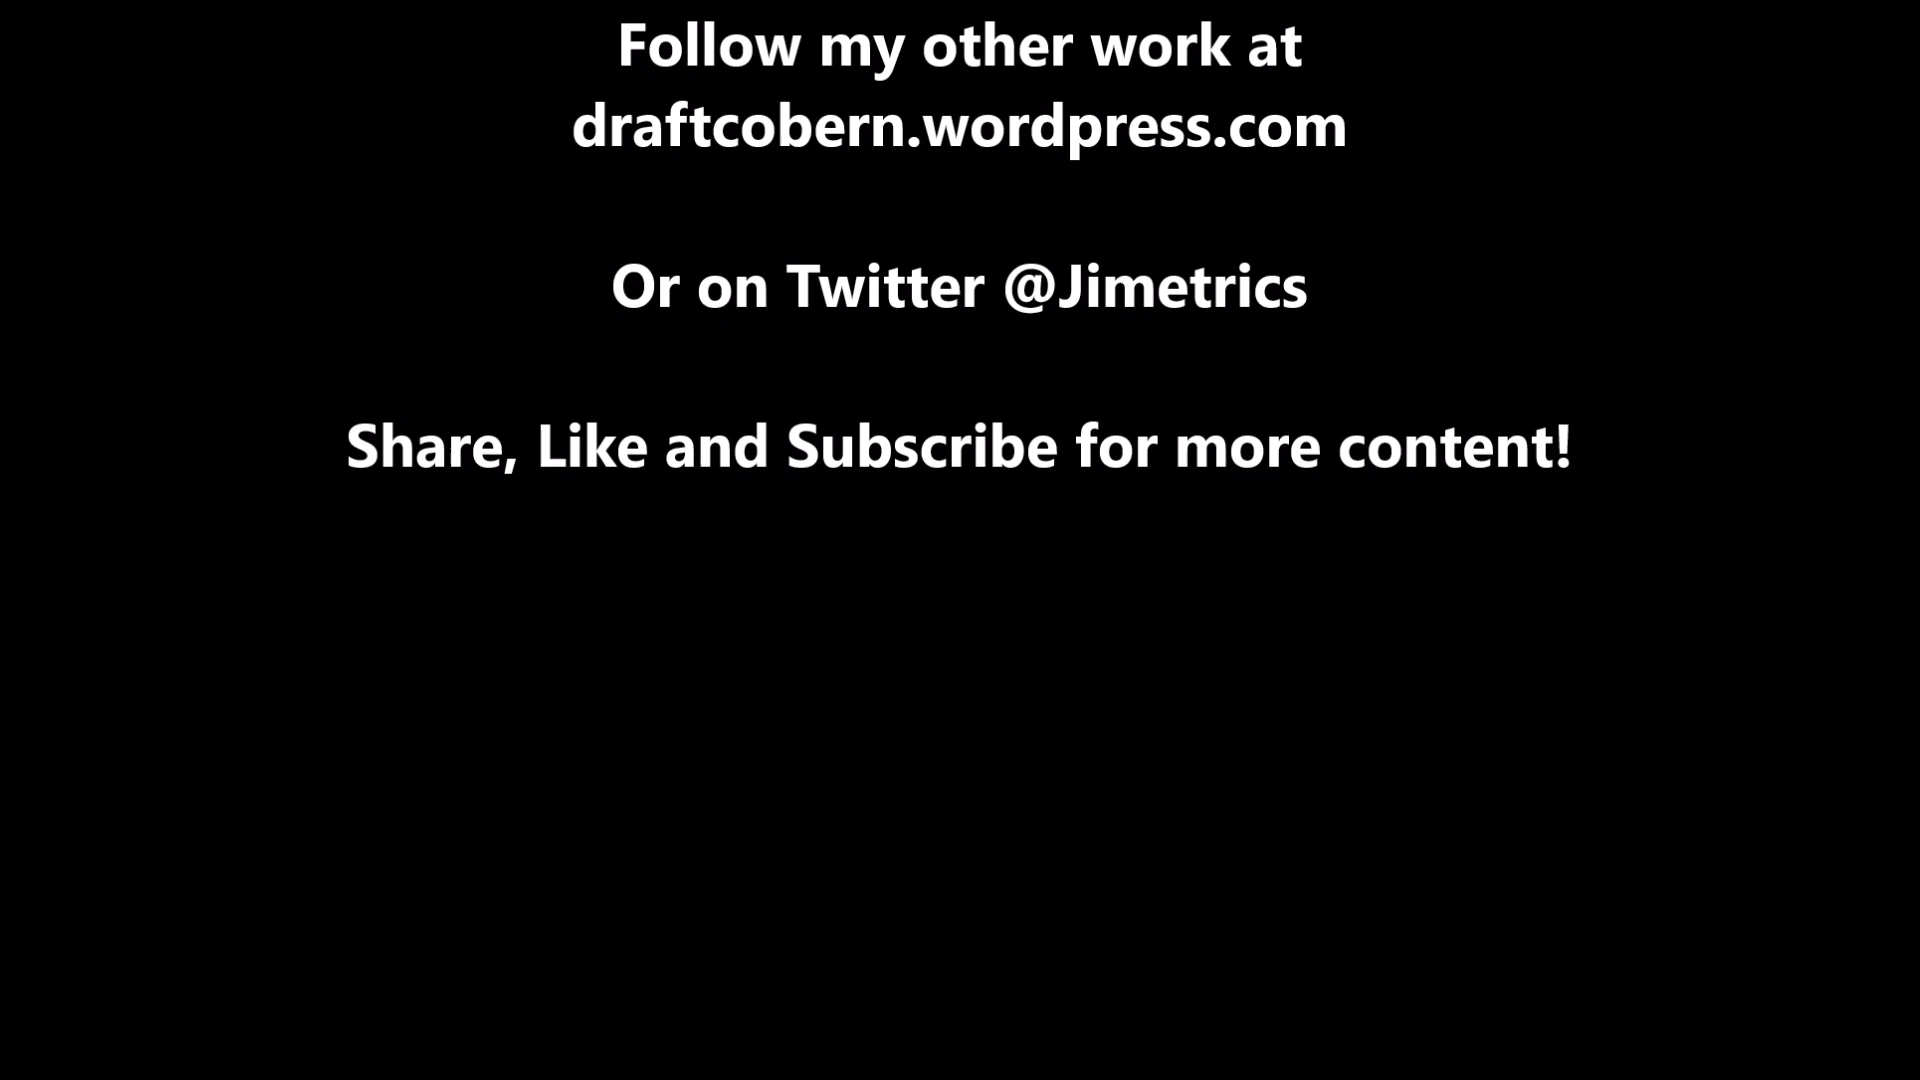 Follow my other work at
draftcobern.wordpress.com
Or on Twitter @Jimetrics
Share, Like and Subscribe for more content!